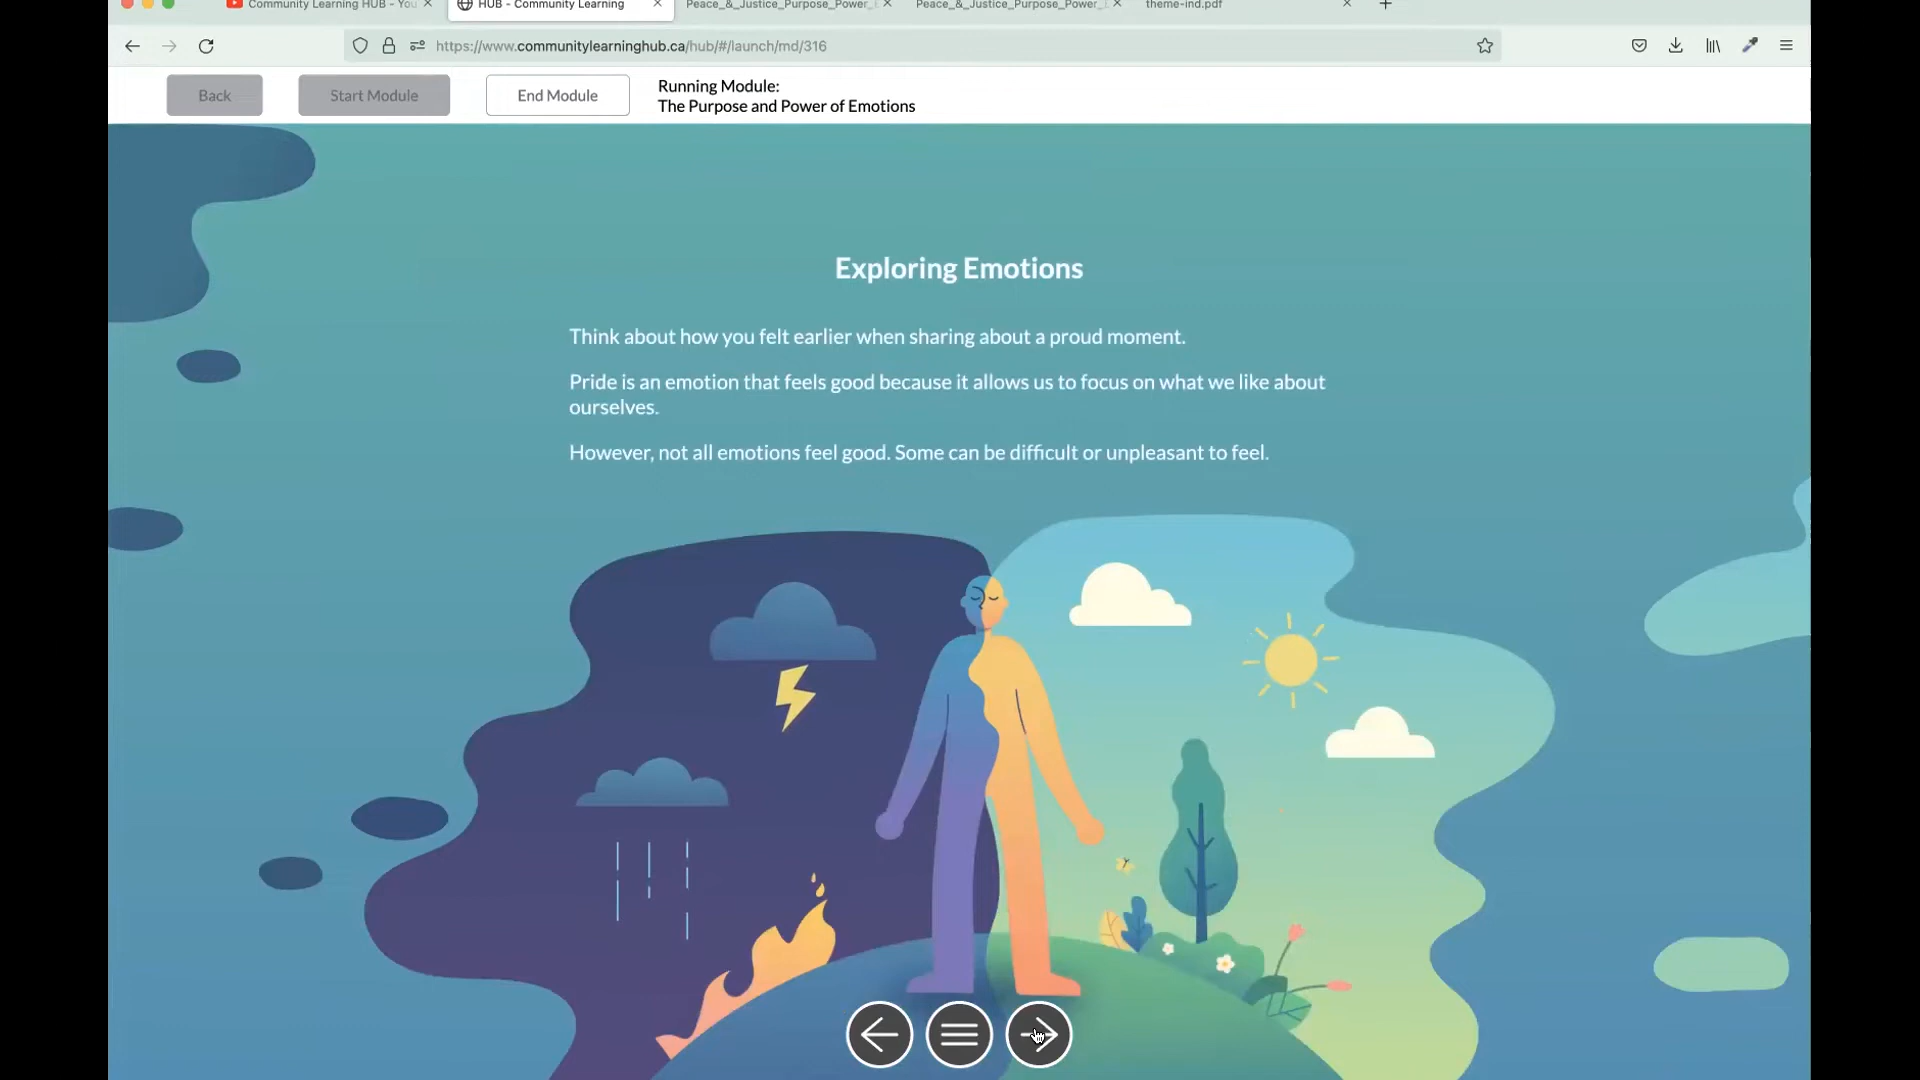 Community Learning HUB - You
HUB - Community Learning
Peace_&_Justice_Purpose_Power_
Peace_&_Justice_Purpose_Power_
theme-ind.pdf
https://www.communitylearninghub.ca/hub/#/launch/md/316
Back
Start Module
End Module
Running Module:
The Purpose and Power of Emotions
Exploring Emotions
Think about how you felt earlier when sharing about a proud moment.
Pride is an emotion that feels good because it allows us to focus on what we like about
ourselves.
However, not all emotions feel good. Some can be difficult or unpleasant to feel.